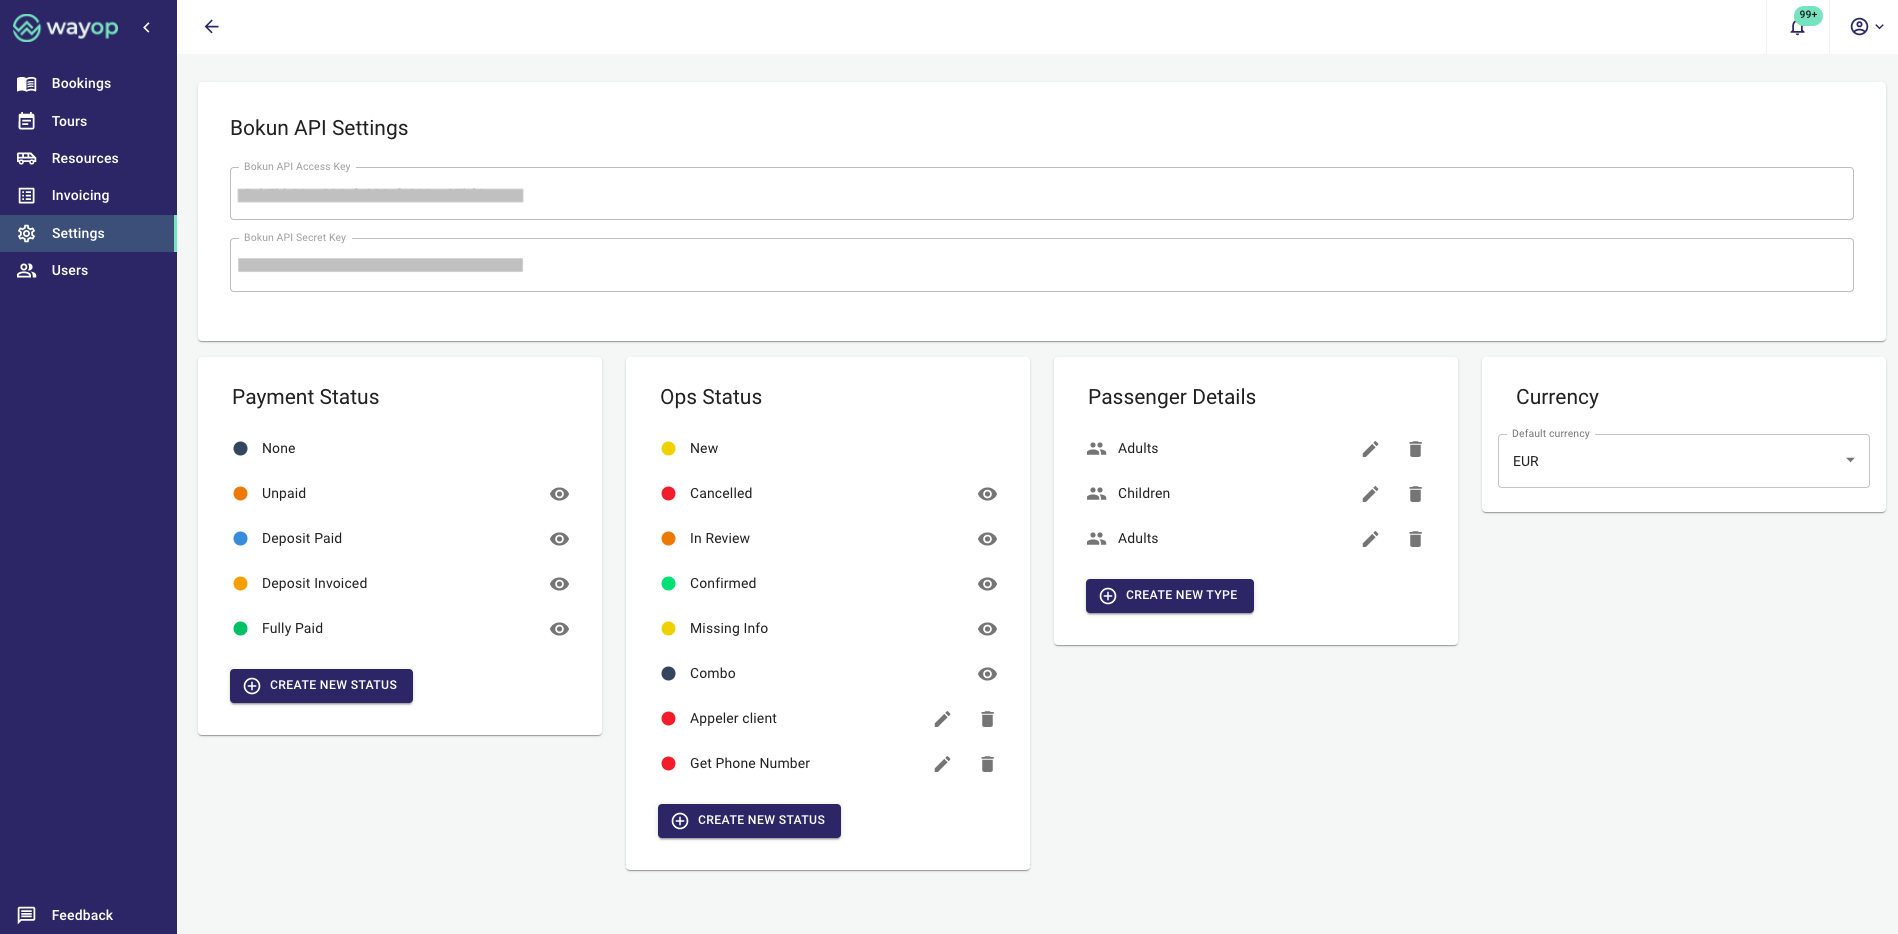 wayop
99+
Bookings
Tours
Resources
Invoicing
Settings
Users
Feedback
Bokun API Settings
Bokun API Access Key
Bokun API Secret Key
Payment Status
None
Unpaid
Deposit Paid
Deposit Invoiced
Fully Paid
CREATE NEW STATUS
Ops Status
New
Cancelled
In Review
Confirmed
Missing Info
Combo
Appeler client
Get Phone Number
CREATE NEW STATUS
Passenger Details
Adults
Children
Adults
CREATE NEW TYPE
Currency
Default currency
EUR